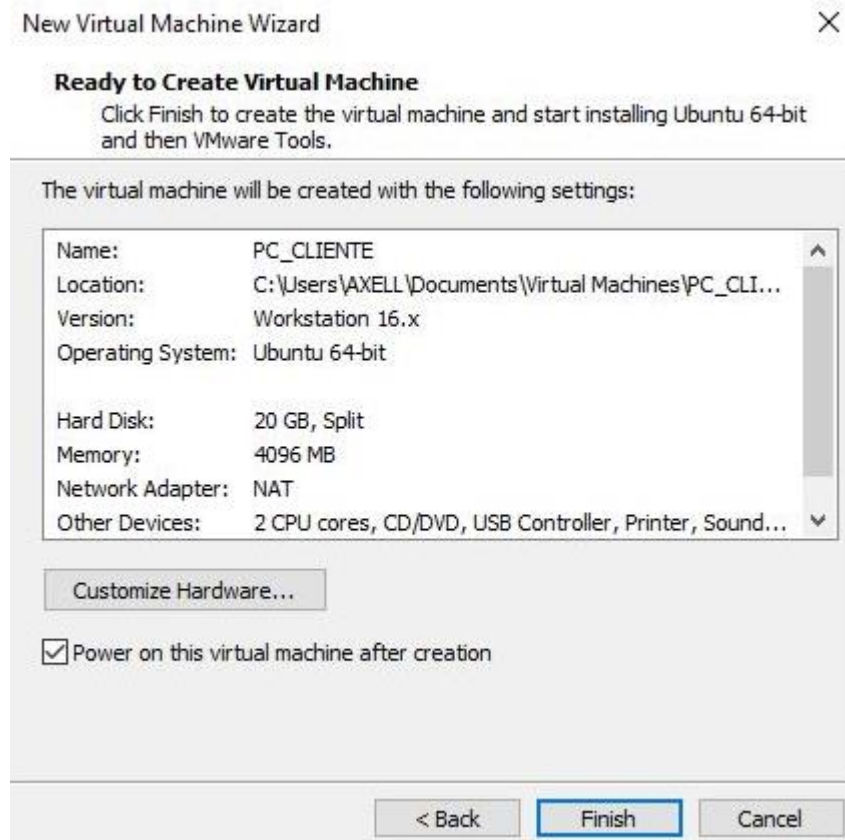 New Virtual Machine Wizard
Ready to Create Virtual Machine
Click Finish to create the virtual machine and start installing Ubuntu 64-bit
and then VMware Tools.
The virtual machine will be created with the following settings:
Name: PC_CLIENTE
Location: C:\Users\AXELL\Documents\Virtual Machines\PC_CLI...
Version: Workstation 16.x
Operating System: Ubuntu 64-bit
Hard Disk: 20 GB, Split
Memory: 4096 MB
Network Adapter: NAT
Other Devices: 2 CPU cores, CD/DVD, USB Controller, Printer, Sound...
Customize Hardware...
Power on this virtual machine after creation
< Back Finish Cancel